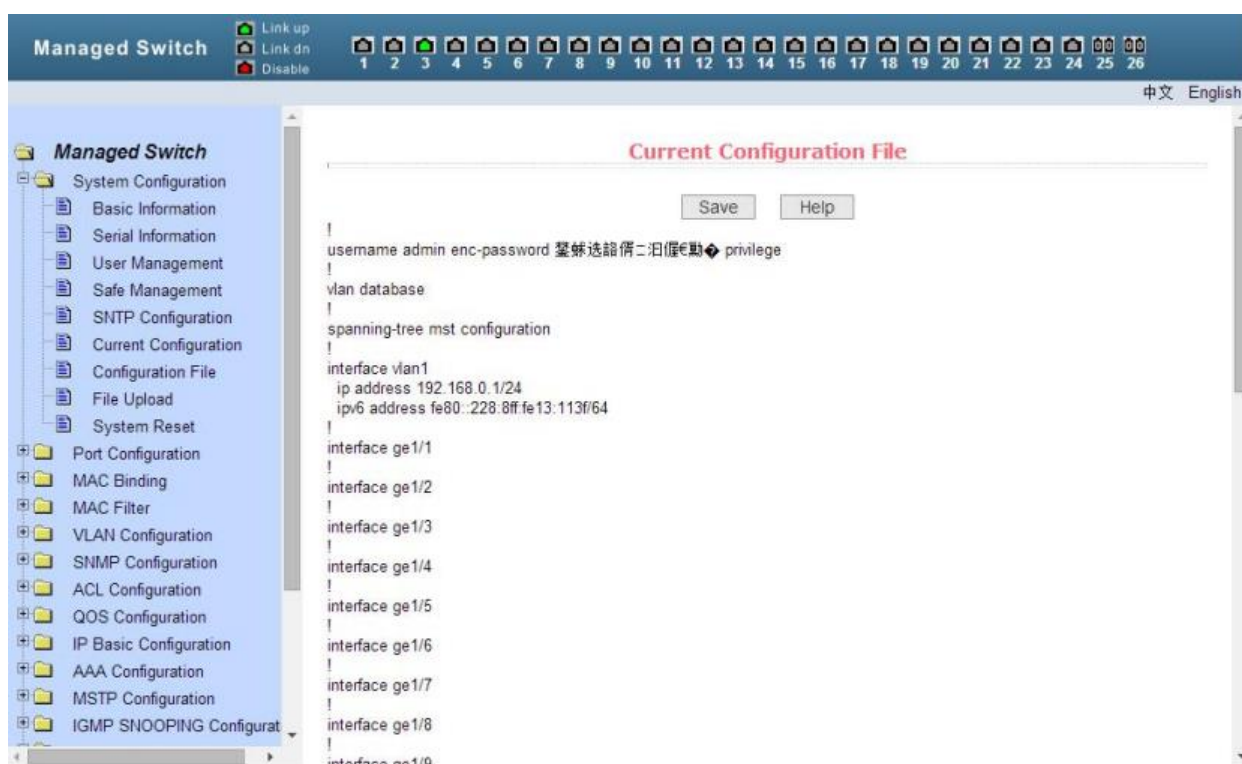 Managed Switch
Link up
Link dn
Disable
1 2 3 4 5 6 7 8 9 10 11 12 13 14 15 16 17 18 19 20 21 22 23 24 25 26
中文 English
Managed Switch
System Configuration
Basic Information
Serial Information
User Management
Safe Management
SNTP Configuration
Current Configuration
Configuration File
File Upload
System Reset
Port Configuration
MAC Binding
MAC Filter
VLAN Configuration
SNMP Configuration
ACL Configuration
QOS Configuration
IP Basic Configuration
AAA Configuration
MSTP Configuration
IGMP SNOOPING Configurat
Current Configuration File
Save Help
!
username admin enc-password privilege
!
vlan database
!
spanning-tree mst configuration
!
interface vlan1
ip address 192.168.0.1/24
ipv6 address fe80::228:8ff:fe13:113f/64
!
interface ge1/1
!
interface ge1/2
!
interface ge1/3
!
interface ge1/4
!
interface ge1/5
!
interface ge1/6
!
interface ge1/7
!
interface ge1/8
!
interface ge1/9